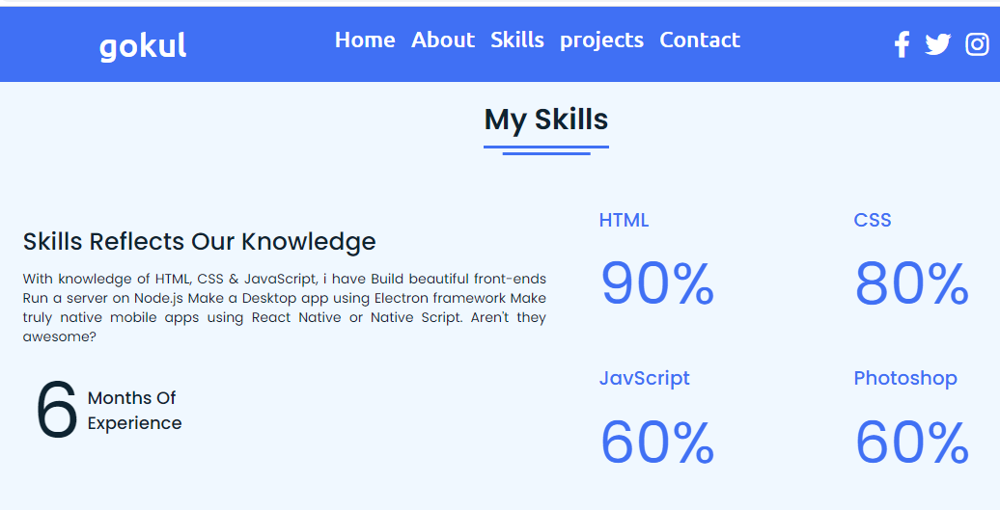 gokul
Home About Skills projects Contact
My Skills
Skills Reflects Our Knowledge
With knowledge of HTML, CSS & JavaScript, i have Build beautiful front-ends
Run a server on Node.js Make a Desktop app using Electron framework Make
truly native mobile apps using React Native or Native Script. Aren't they
awesome?
6 Months Of
Experience
HTML
90%
CSS
80%
JavScript
60%
Photoshop
60%